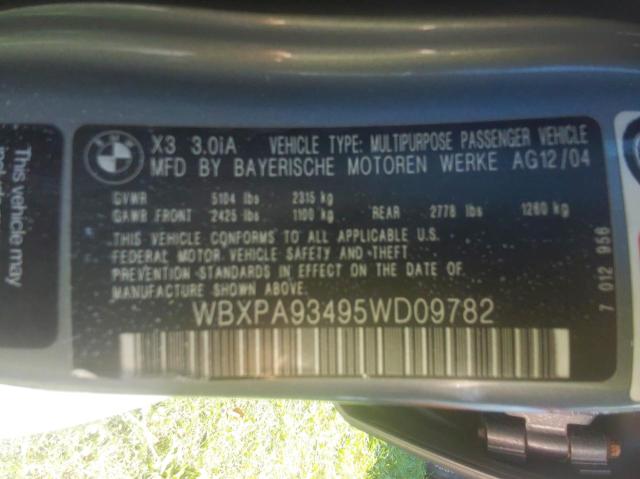 This vehicle may
BMW
X3 3.0iA VEHICLE TYPE: MULTIPURPOSE PASSENGER VEHICLE
MFD BY BAYERISCHE MOTOREN WERKE AG12/04
GVWR 5104 lbs 2315 kg
GAWR FRONT 2425 lbs 1100 kg REAR 2778 lbs 1260 kg
THIS VEHICLE CONFORMS TO ALL APPLICABLE U.S.
FEDERAL MOTOR VEHICLE SAFETY AND THEFT
PREVENTION STANDARDS IN EFFECT ON THE DATE OF
MANUFACTURE SHOWN ABOVE.
WBXPA93495WD09782
7 012 956